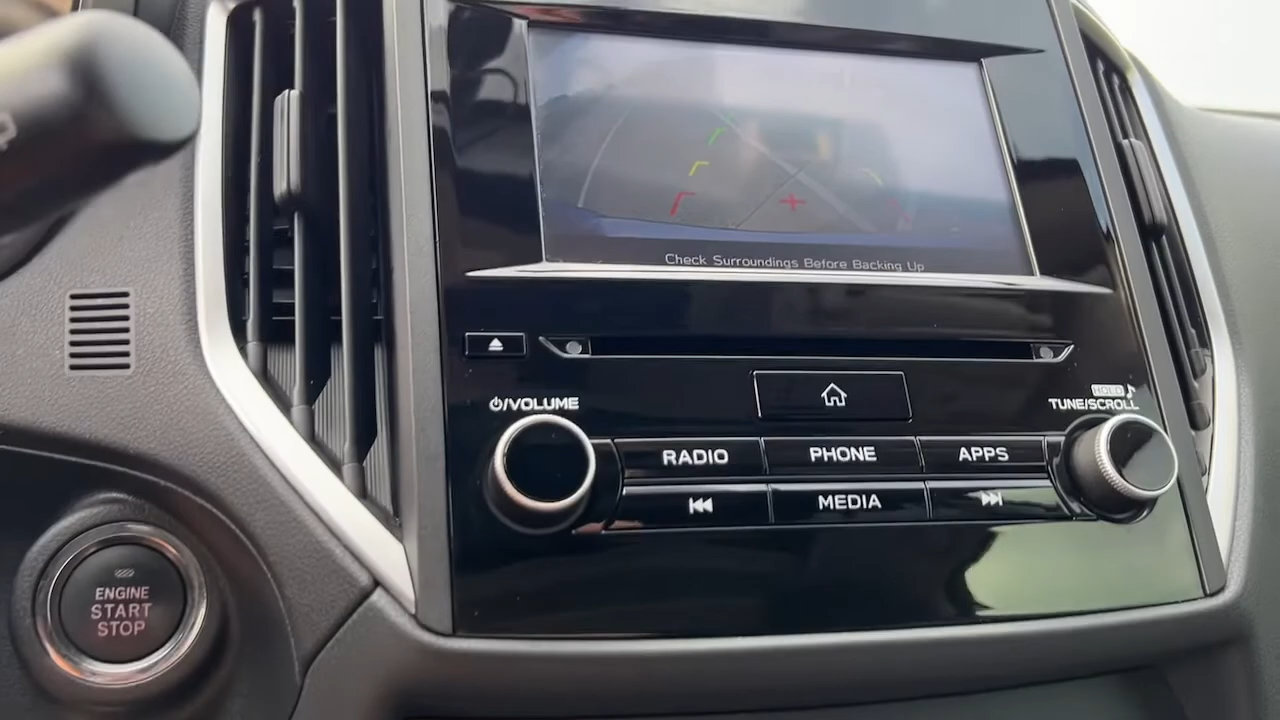 Check Surroundings Before Backing Up
/VOLUME
HOLD
TUNE/SCROLL
RADIO
PHONE
APPS
MEDIA
ENGINE
START
STOP